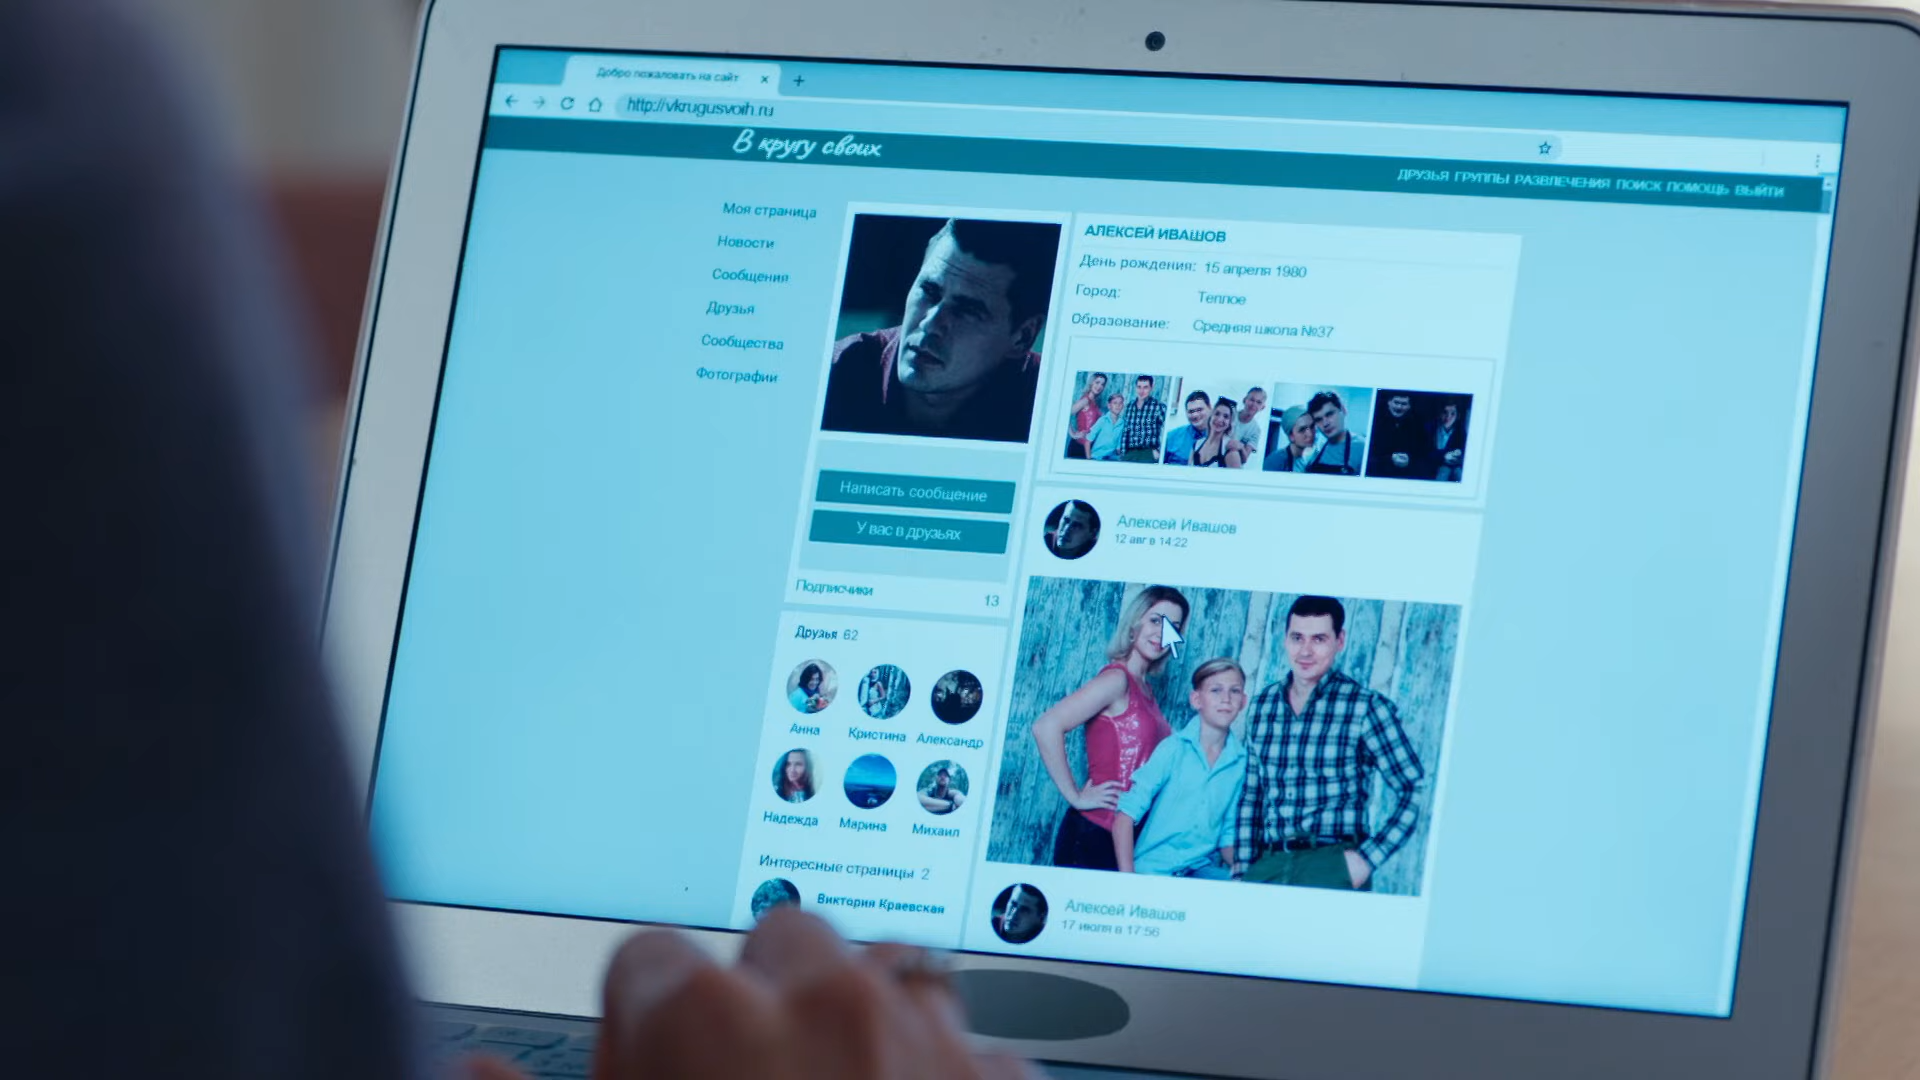 Добро пожаловать на сайт
http://vkrugusvoih.ru
В кругу своих
ДРУЗЬЯ ГРУППЫ РАЗВЛЕЧЕНИЯ ПОИСК ПОМОЩЬ ВЫЙТИ
Моя страница
Новости
Сообщения
Друзья
Сообщества
Фотографии
АЛЕКСЕЙ ИВАШОВ
День рождения: 15 апреля 1980
Город: Теплое
Образование: Средняя школа №37
Написать сообщение
У вас в друзьях
Подписчики 13
Друзья 62
Анна Кристина Александр
Надежда Марина Михаил
Интересные страницы 2
Виктория Краевская
Алексей Ивашов
12 авг в 14:22
Алексей Ивашов
17 июля в 17:56